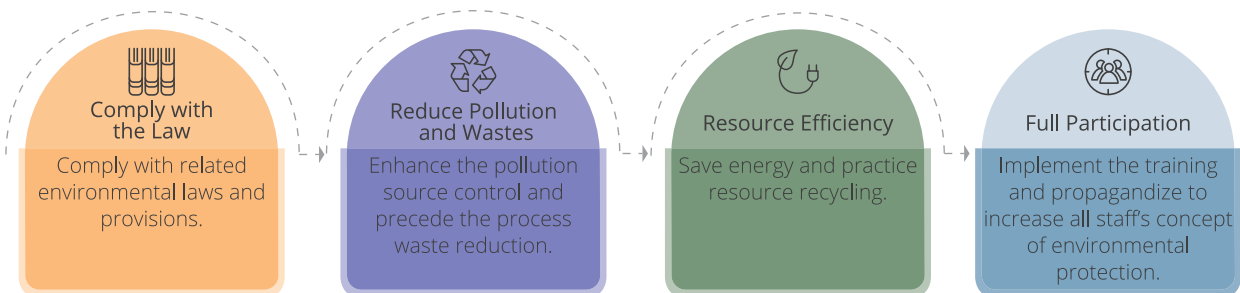 Comply with
the Law
Comply with related
environmental laws and
provisions.
Reduce Pollution
and Wastes
Enhance the pollution
source control and
precede the process
waste reduction.
Resource Efficiency
Save energy and practice
resource recycling.
Full Participation
Implement the training
and propagandize to
increase all staff's concept
of environmental
protection.